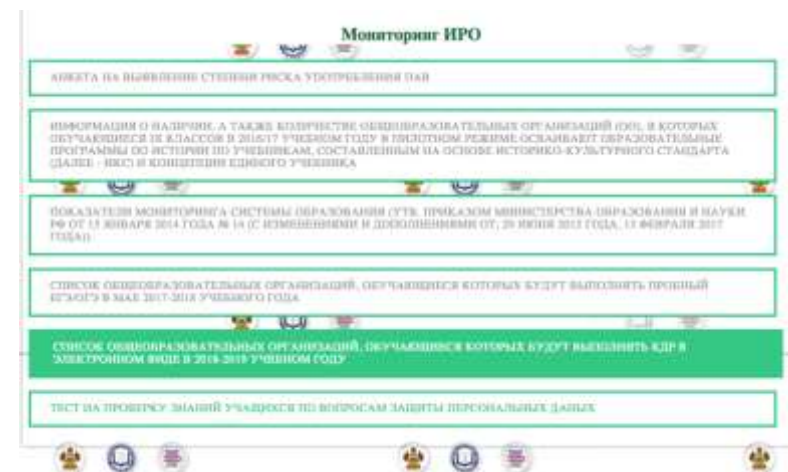 Мониторинг ИРО
АНКЕТА НА ВЫЯВЛЕНИЕ СТЕПЕНИ РИСКА УПОТРЕБЛЕНИЯ ПАВ
ИНФОРМАЦИЯ О НАЛИЧИИ, А ТАКЖЕ КОЛИЧЕСТВЕ ОБЩЕОБРАЗОВАТЕЛЬНЫХ ОРГАНИЗАЦИЙ (ОО), В КОТОРЫХ
ОБУЧАЮЩИЕСЯ IX КЛАССОВ В 2016/17 УЧЕБНОМ ГОДУ В ПИЛОТНОМ РЕЖИМЕ ОСВАИВАЮТ ОБРАЗОВАТЕЛЬНЫЕ
ПРОГРАММЫ ПО ИСТОРИИ ПО УЧЕБНИКАМ, СОСТАВЛЕННЫМ НА ОСНОВЕ ИСТОРИКО-КУЛЬТУРНОГО СТАНДАРТА
(ДАЛЕЕ - ИКС) И КОНЦЕПЦИИ ЕДИНОГО УЧЕБНИКА
ПОКАЗАТЕЛИ МОНИТОРИНГА СИСТЕМЫ ОБРАЗОВАНИЯ (УТВ. ПРИКАЗОМ МИНИСТЕРСТВА ОБРАЗОВАНИЯ И НАУКИ
РФ ОТ 15 ЯНВАРЯ 2014 ГОДА № 14 (С ИЗМЕНЕНИЯМИ И ДОПОЛНЕНИЯМИ ОТ, 29 ИЮНЯ 2015 ГОДА, 13 ФЕВРАЛЯ 2017
ГОДА))
СПИСОК ОБЩЕОБРАЗОВАТЕЛЬНЫХ ОРГАНИЗАЦИЙ, ОБУЧАЮЩИЕСЯ КОТОРЫХ БУДУТ ВЫПОЛНЯТЬ ПРОБНЫЙ
ЕГЭ/ОГЭ В МАЕ 2017-2018 УЧЕБНОГО ГОДА
СПИСОК ОБЩЕОБРАЗОВАТЕЛЬНЫХ ОРГАНИЗАЦИЙ, ОБУЧАЮЩИЕСЯ КОТОРЫХ БУДУТ ВЫПОЛНЯТЬ КДР В
ЭЛЕКТРОННОМ ВИДЕ В 2018-2019 УЧЕБНОМ ГОДУ
ТЕСТ НА ПРОВЕРКУ ЗНАНИЙ УЧАЩИХСЯ ПО ВОПРОСАМ ЗАЩИТЫ ПЕРСОНАЛЬНЫХ ДАННЫХ